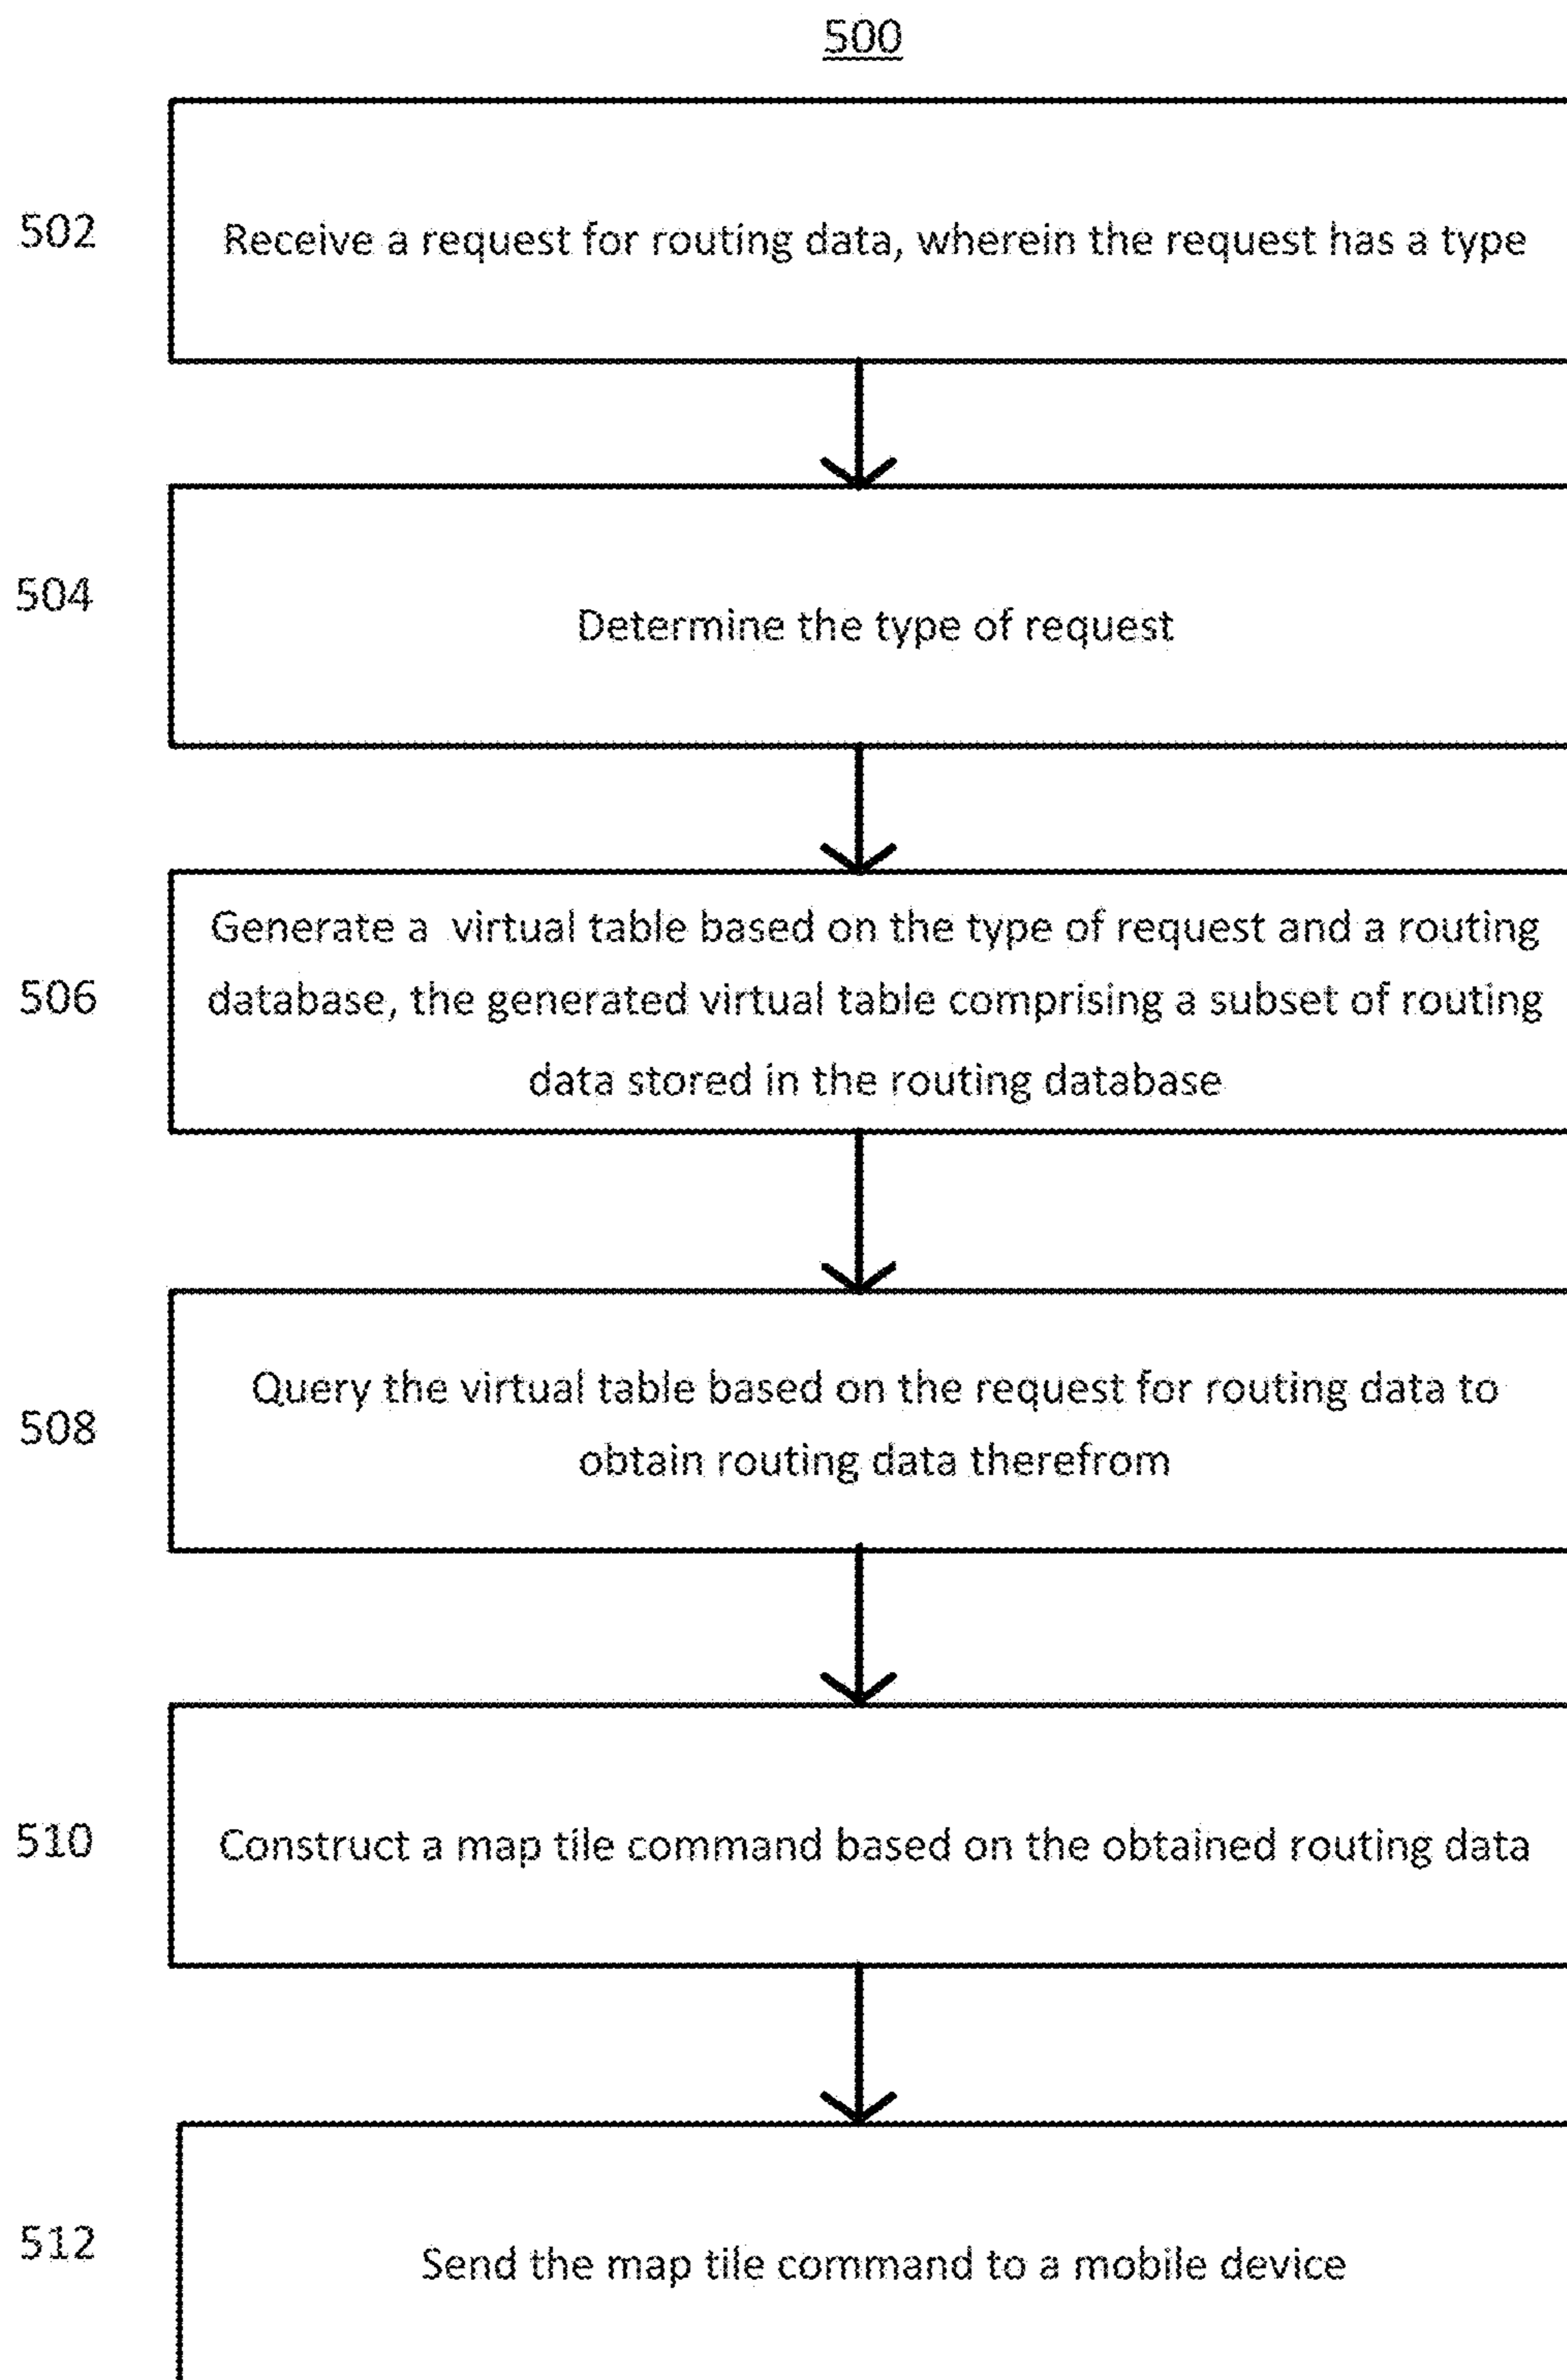 500
502
Receive a request for routing data, wherein the request has a type
504
Determine the type of request
506
Generate a virtual table based on the type of request and a routing
database, the generated virtual table comprising a subset of routing
data stored in the routing database
508
Query the virtual table based on the request for routing data to
obtain routing data therefrom
510
Construct a map tile command based on the obtained routing data
512
Send the map tile command to a mobile device